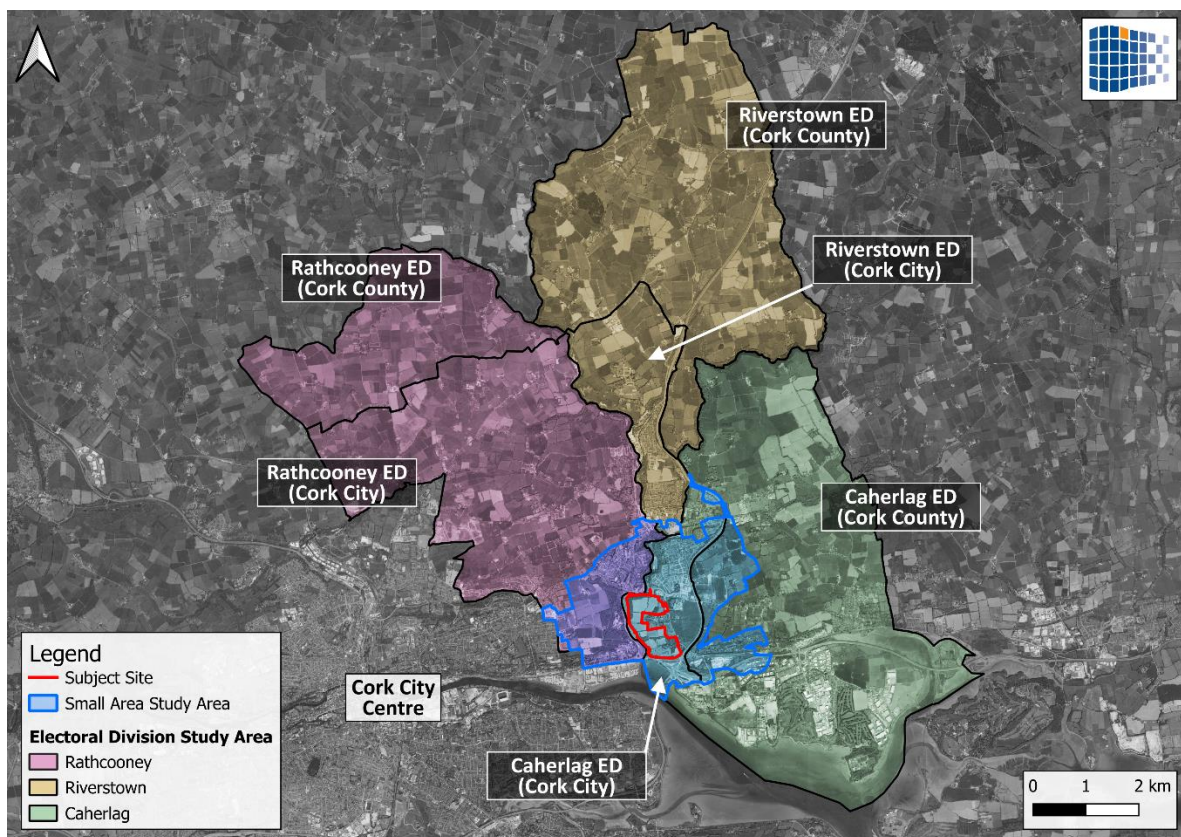 Riverstown ED
(Cork County)
Riverstown ED
(Cork City)
Rathcooney ED
(Cork County)
Rathcooney ED
(Cork City)
Caherlag ED
(Cork County)
Cork City
Centre
Caherlag ED
(Cork City)
Legend
Subject Site
Small Area Study Area
Electoral Division Study Area
Rathcooney
Riverstown
Caherlag
0 1 2 km